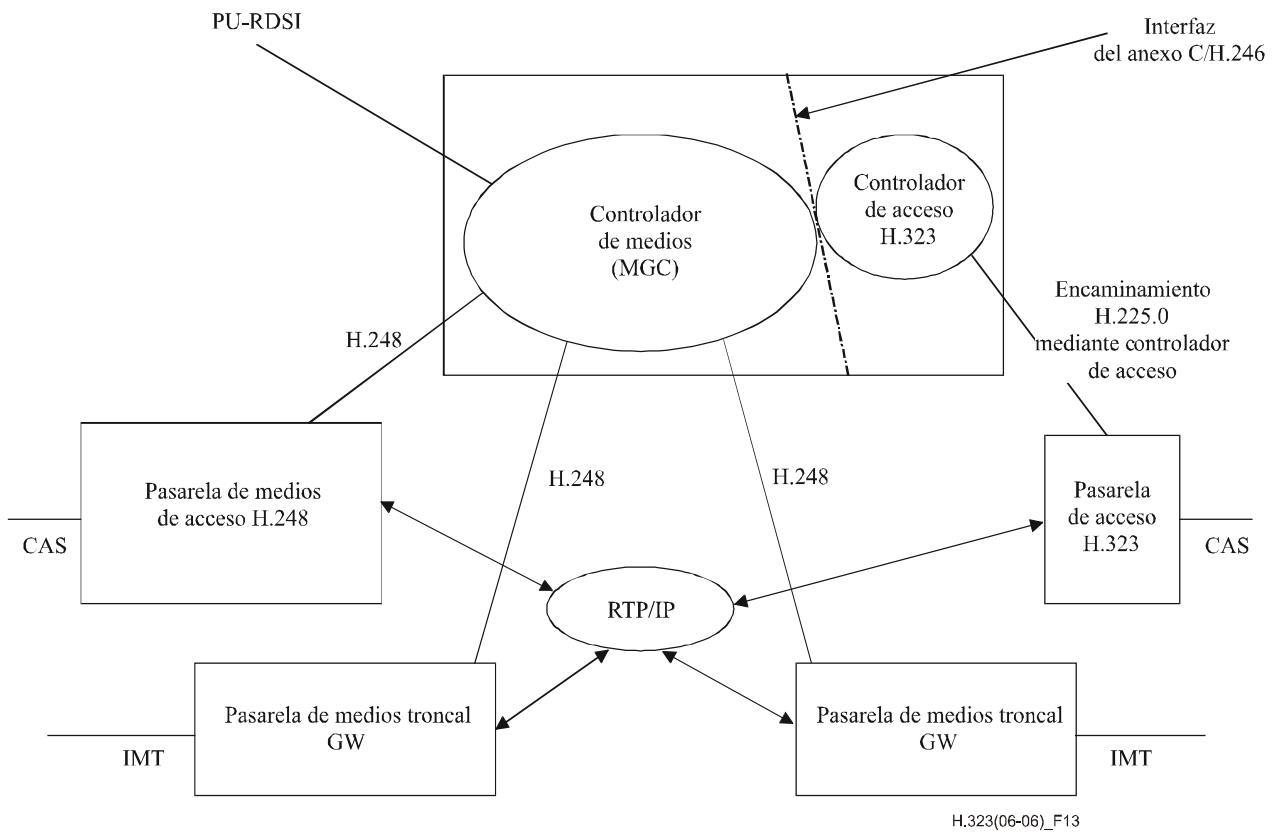 PU-RDSI
Interfaz
del anexo C/H.246
Controlador
de medios
(MGC)
Controlador
de acceso
H.323
Encaminamiento
H.225.0
mediante controlador
de acceso
H.248
H.248
H.248
Pasarela de medios
de acceso H.248
CAS
Pasarela
de acceso
H.323
CAS
RTP/IP
Pasarela de medios troncal
GW
IMT
Pasarela de medios troncal
GW
IMT
H.323(06-06)_F13